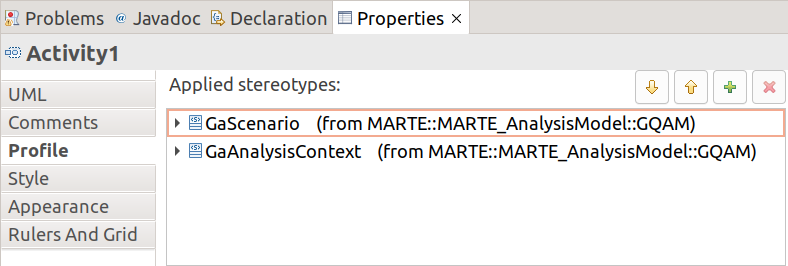 Problems @ Javadoc Declaration Properties
Activity1
UML
Comments
Profile
Style
Appearance
Rulers And Grid
Applied stereotypes:
GaScenario (from MARTE::MARTE_AnalysisModel::GQAM)
GaAnalysisContext (from MARTE::MARTE_AnalysisModel::GQAM)